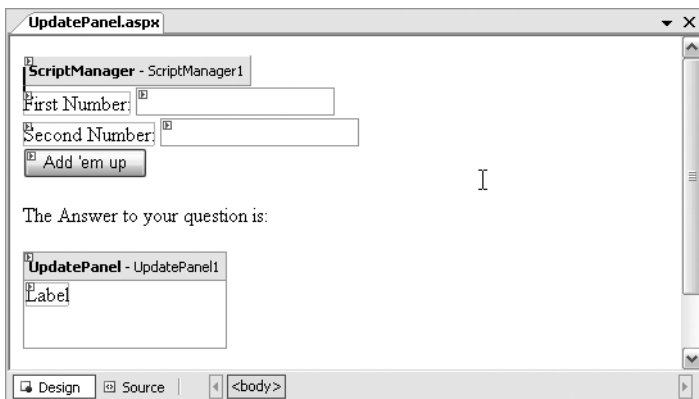 UpdatePanel.aspx
ScriptManager - ScriptManager1
First Number:
Second Number:
Add 'em up
The Answer to your question is:
UpdatePanel - UpdatePanel1
Label
Design Source <body>